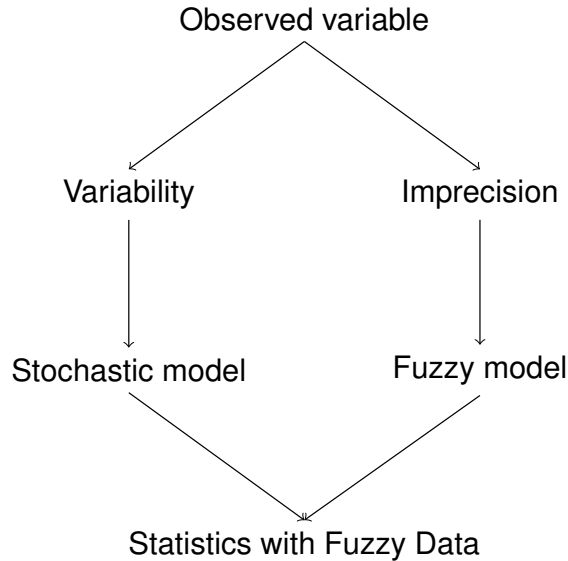 Observed variable
Variability
Imprecision
Stochastic model
Fuzzy model
Statistics with Fuzzy Data